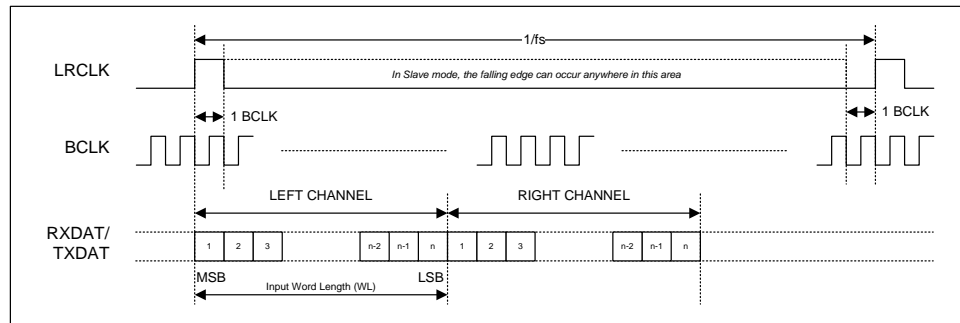 1/fs
LRCLK
In Slave mode, the falling edge can occur anywhere in this area
1 BCLK
1 BCLK
BCLK
LEFT CHANNEL
RIGHT CHANNEL
RXDAT/
TXDAT
1 2 3 n-2 n-1 n 1 2 3 n-2 n-1 n
MSB LSB
Input Word Length (WL)